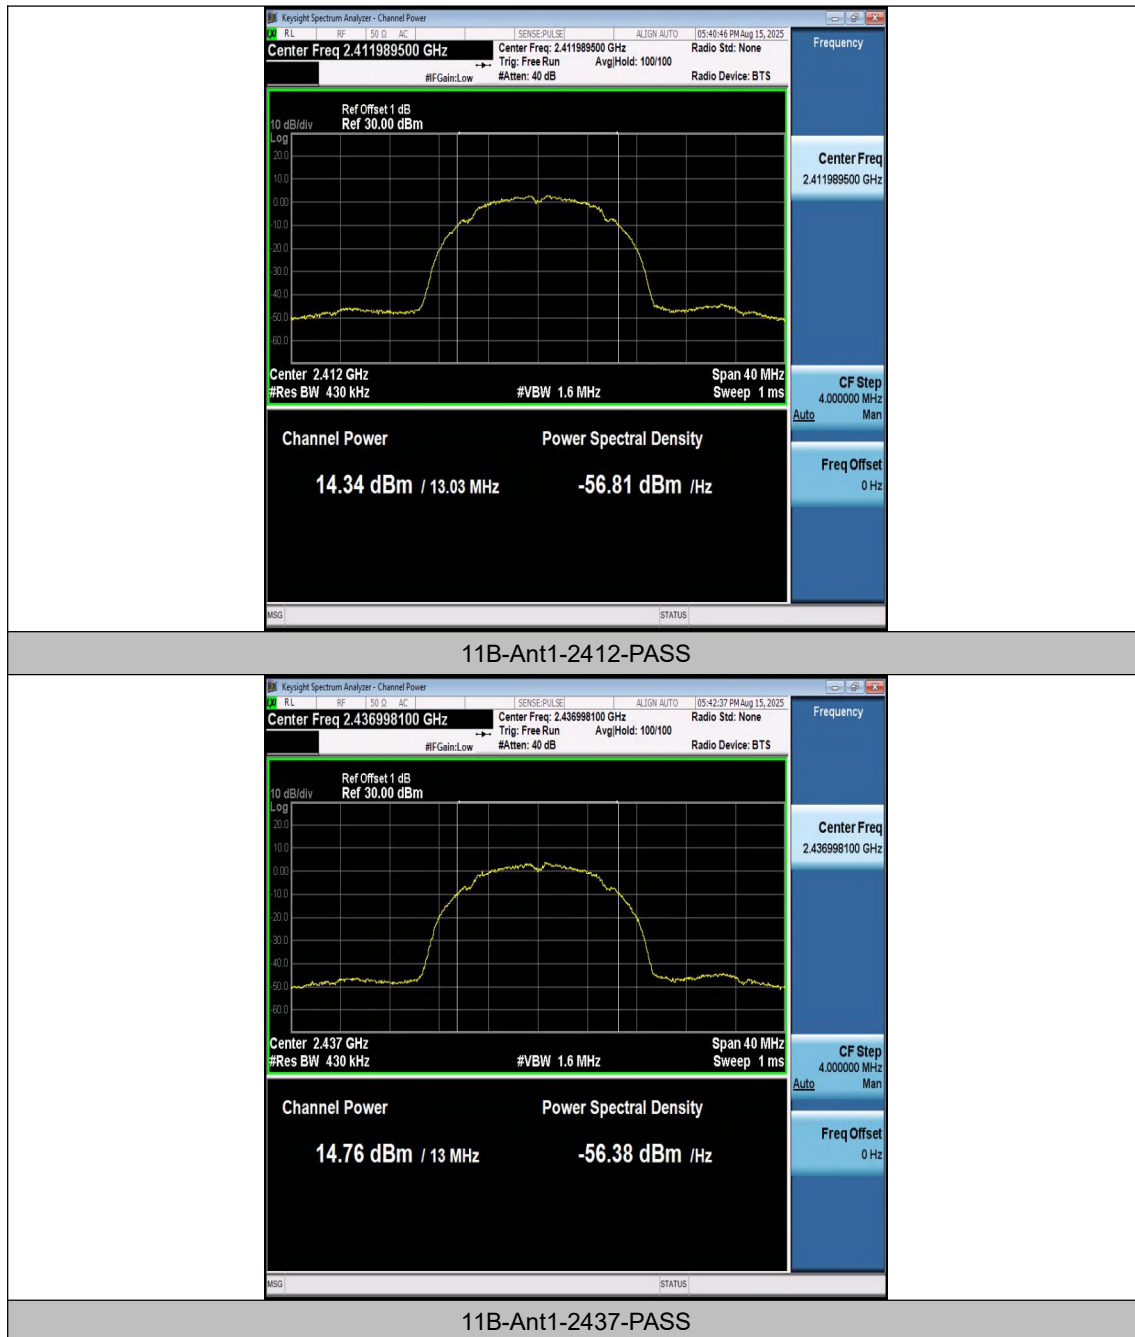 Keysight Spectrum Analyzer - Channel Power
RL RF 50 Ω AC SENSE:PULSE ALIGN AUTO 05:40:46 PM Aug 15, 2025
Center Freq 2.411989500 GHz
Center Freq: 2.411989500 GHz Radio Std: None
Trig: Free Run Avg|Hold: 100/100
#IFGain:Low #Atten: 40 dB Radio Device: BTS
Frequency
Ref Offset 1 dB
10 dB/div Ref 30.00 dBm
Log
20.0
10.0
0.00
-10.0
-20.0
-30.0
-40.0
-50.0
-60.0
Center 2.412 GHz Span 40 MHz
#Res BW 430 kHz #VBW 1.6 MHz Sweep 1 ms
Center Freq
2.411989500 GHz
CF Step
4.000000 MHz
Auto Man
Freq Offset
0 Hz
Channel Power Power Spectral Density
14.34 dBm / 13.03 MHz -56.81 dBm /Hz
MSG STATUS
11B-Ant1-2412-PASS
Keysight Spectrum Analyzer - Channel Power
RL RF 50 Ω AC SENSE:PULSE ALIGN AUTO 05:42:37 PM Aug 15, 2025
Center Freq 2.436998100 GHz
Center Freq: 2.436998100 GHz Radio Std: None
Trig: Free Run Avg|Hold: 100/100
#IFGain:Low #Atten: 40 dB Radio Device: BTS
Frequency
Ref Offset 1 dB
10 dB/div Ref 30.00 dBm
Log
20.0
10.0
0.00
-10.0
-20.0
-30.0
-40.0
-50.0
-60.0
Center 2.437 GHz Span 40 MHz
#Res BW 430 kHz #VBW 1.6 MHz Sweep 1 ms
Center Freq
2.436998100 GHz
CF Step
4.000000 MHz
Auto Man
Freq Offset
0 Hz
Channel Power Power Spectral Density
14.76 dBm / 13 MHz -56.38 dBm /Hz
MSG STATUS
11B-Ant1-2437-PASS